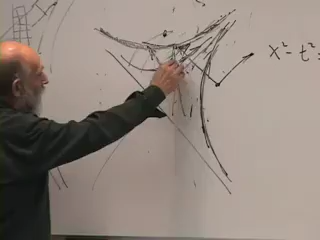 x² - t² =